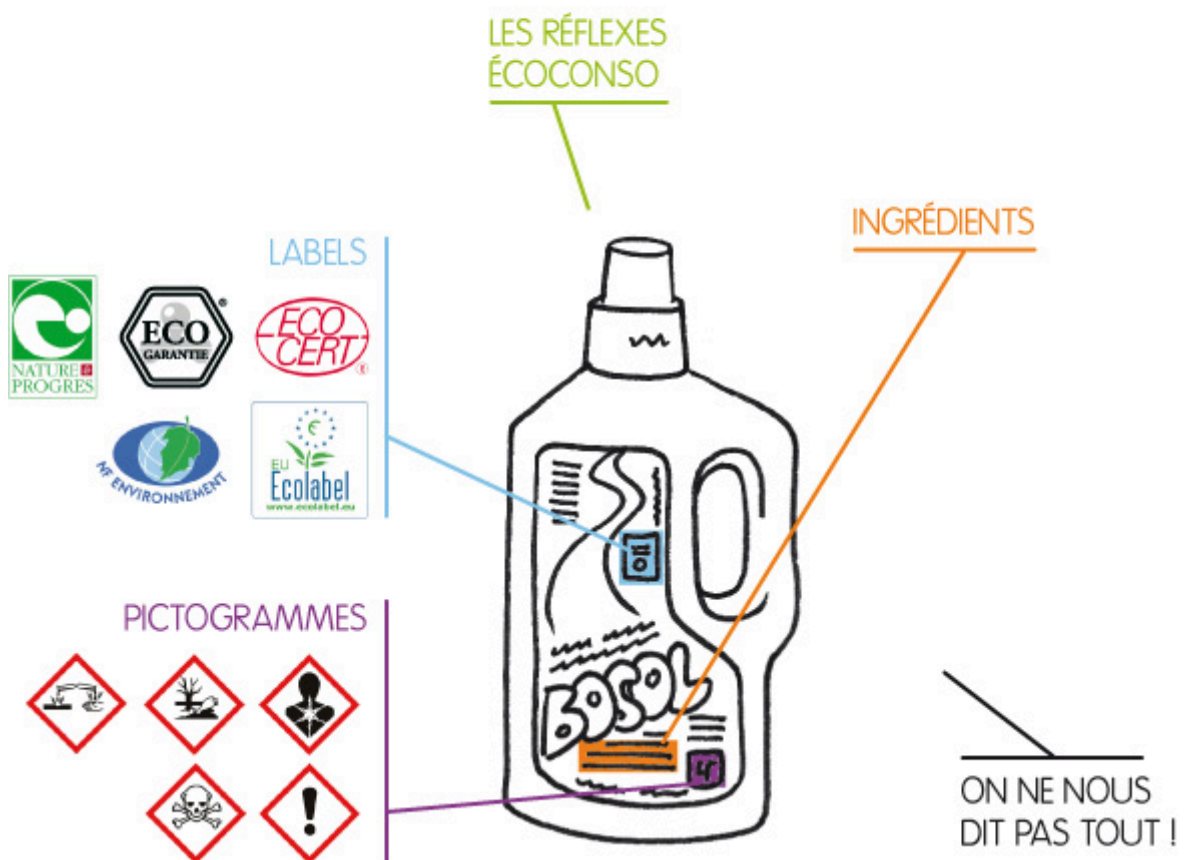 LES RÉFLEXES
ÉCOCONSO
INGRÉDIENTS
LABELS
NATURE &
PROGRES
ECO
GARANTIE
®
ECO
CERT
®
NF ENVIRONNEMENT
€
EU
Ecolabel
www.ecolabel.eu
PICTOGRAMMES
!
BOSOL
ON NE NOUS
DIT PAS TOUT !